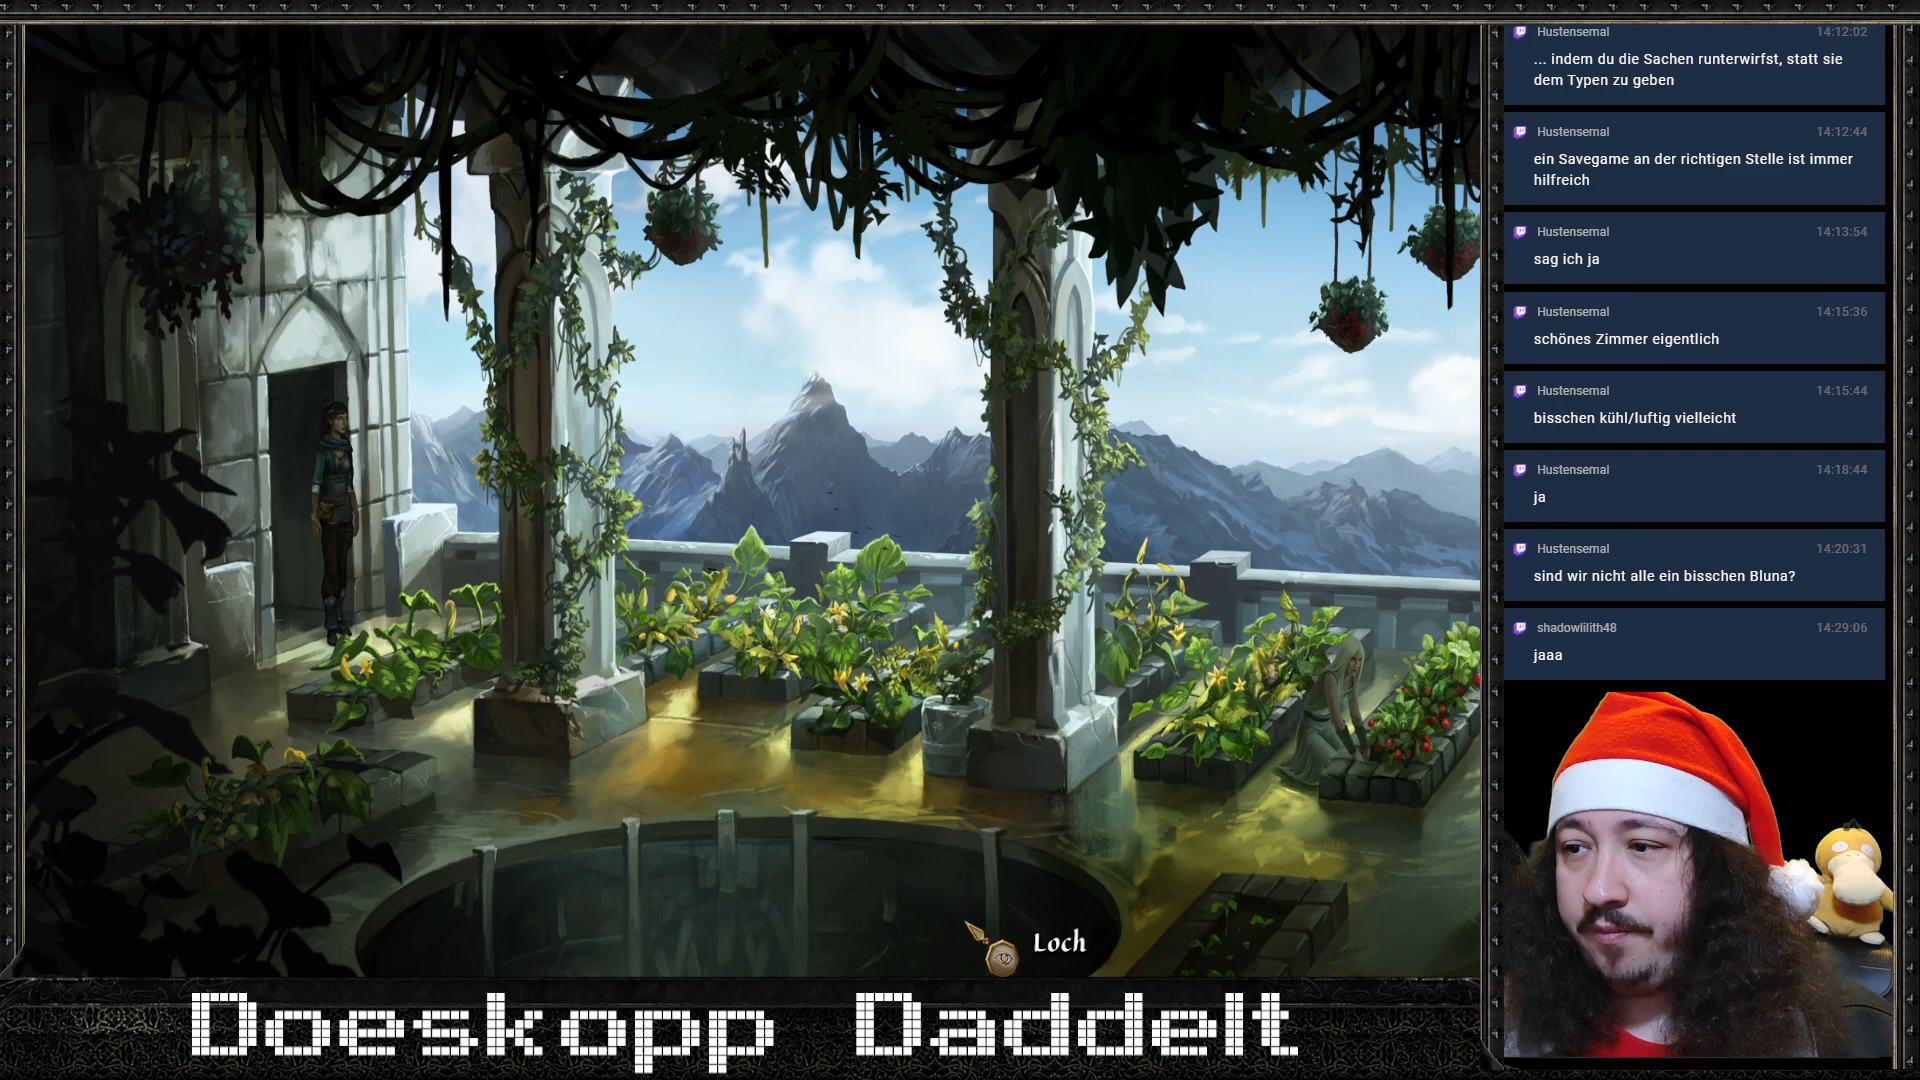 Hustensemal 14:12:02
... indem du die Sachen runterwirfst, statt sie
dem Typen zu geben
Hustensemal 14:12:44
ein Savegame an der richtigen Stelle ist immer
hilfreich
Hustensemal 14:13:54
sag ich ja
Hustensemal 14:15:36
schönes Zimmer eigentlich
Hustensemal 14:15:44
bisschen kühl/luftig vielleicht
Hustensemal 14:18:44
ja
Hustensemal 14:20:31
sind wir nicht alle ein bisschen Bluna?
shadowlilith48 14:29:06
jaaa
Loch
Doeskopp Daddelt